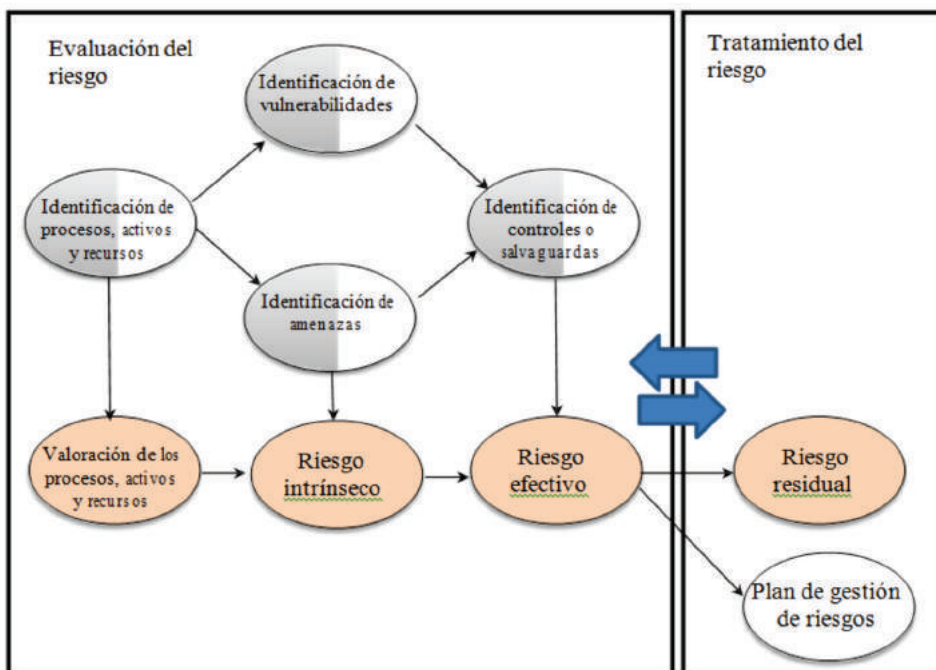 Evaluación del
riesgo
Tratamiento del
riesgo
Identificación de
vulnerabilidades
Identificación de
procesos, activos
y recursos
Identificación de
controles o
salvaguardas
Identificación de
amenazas
Valoración de los
procesos, activos
y recursos
Riesgo
intrínseco
Riesgo
efectivo
Riesgo
residual
Plan de gestión
de riesgos